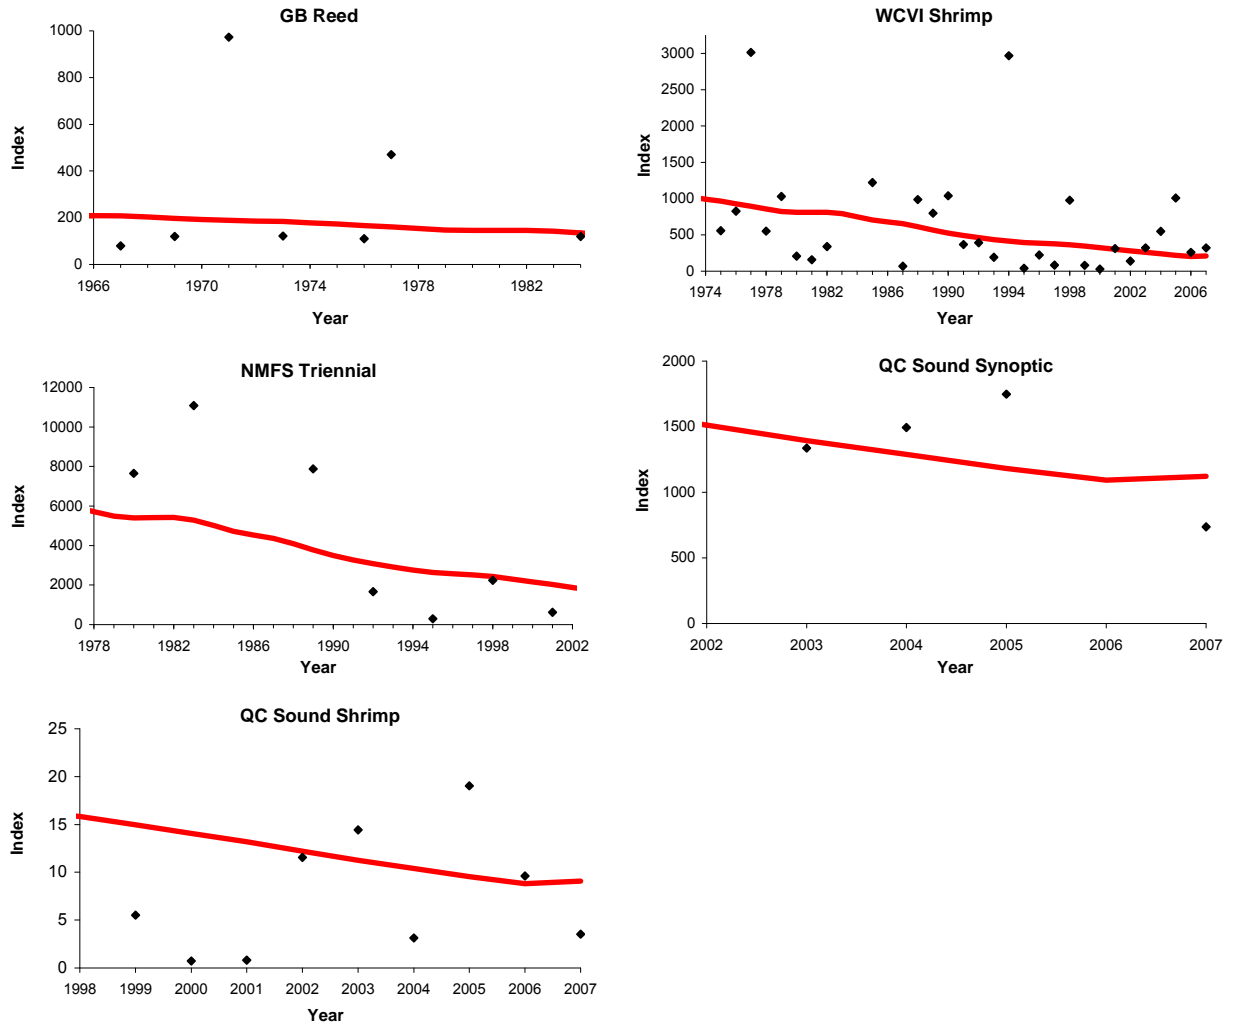 GB Reed
1000
800
600
400
200
0
Index
1966 1970 1974 1978 1982
Year
WCVI Shrimp
3000
2500
2000
1500
1000
500
0
Index
1974 1978 1982 1986 1990 1994 1998 2002 2006
Year
NMFS Triennial
12000
10000
8000
6000
4000
2000
0
Index
1978 1982 1986 1990 1994 1998 2002
Year
QC Sound Synoptic
2000
1500
1000
500
0
Index
2002 2003 2004 2005 2006 2007
Year
QC Sound Shrimp
25
20
15
10
5
0
Index
1998 1999 2000 2001 2002 2003 2004 2005 2006 2007
Year